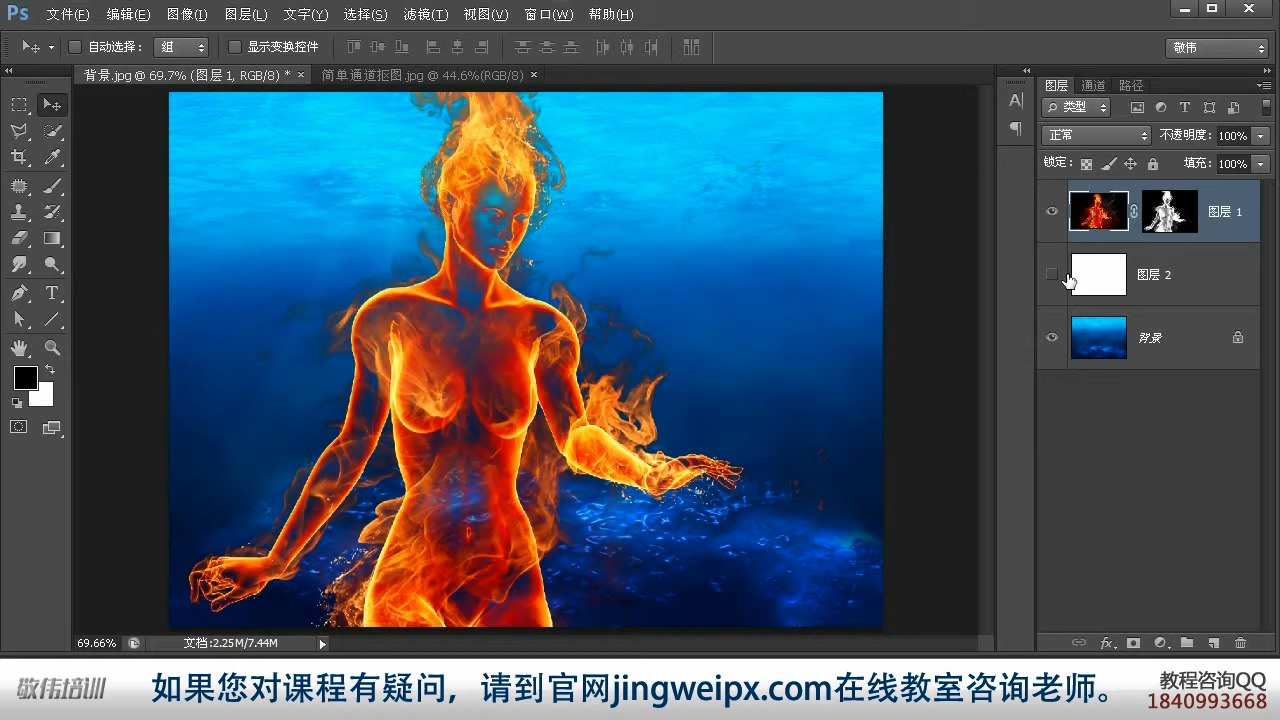 Ps 文件(F) 编辑(E) 图像(I) 图层(L) 文字(Y) 选择(S) 滤镜(T) 视图(V) 窗口(W) 帮助(H)
自动选择: 组 显示变换控件 敬伟
背景.jpg @ 69.7% (图层 1, RGB/8) * × 简单通道抠图.jpg @ 44.6%(RGB/8) ×
图层 通道 路径
类型
正常 不透明度: 100%
锁定: 填充: 100%
图层 1
图层 2
背景
69.66% 文档:2.25M/7.44M
敬伟培训 如果您对课程有疑问，请到官网jingweipx.com在线教室咨询老师。
教程咨询QQ
1840993668